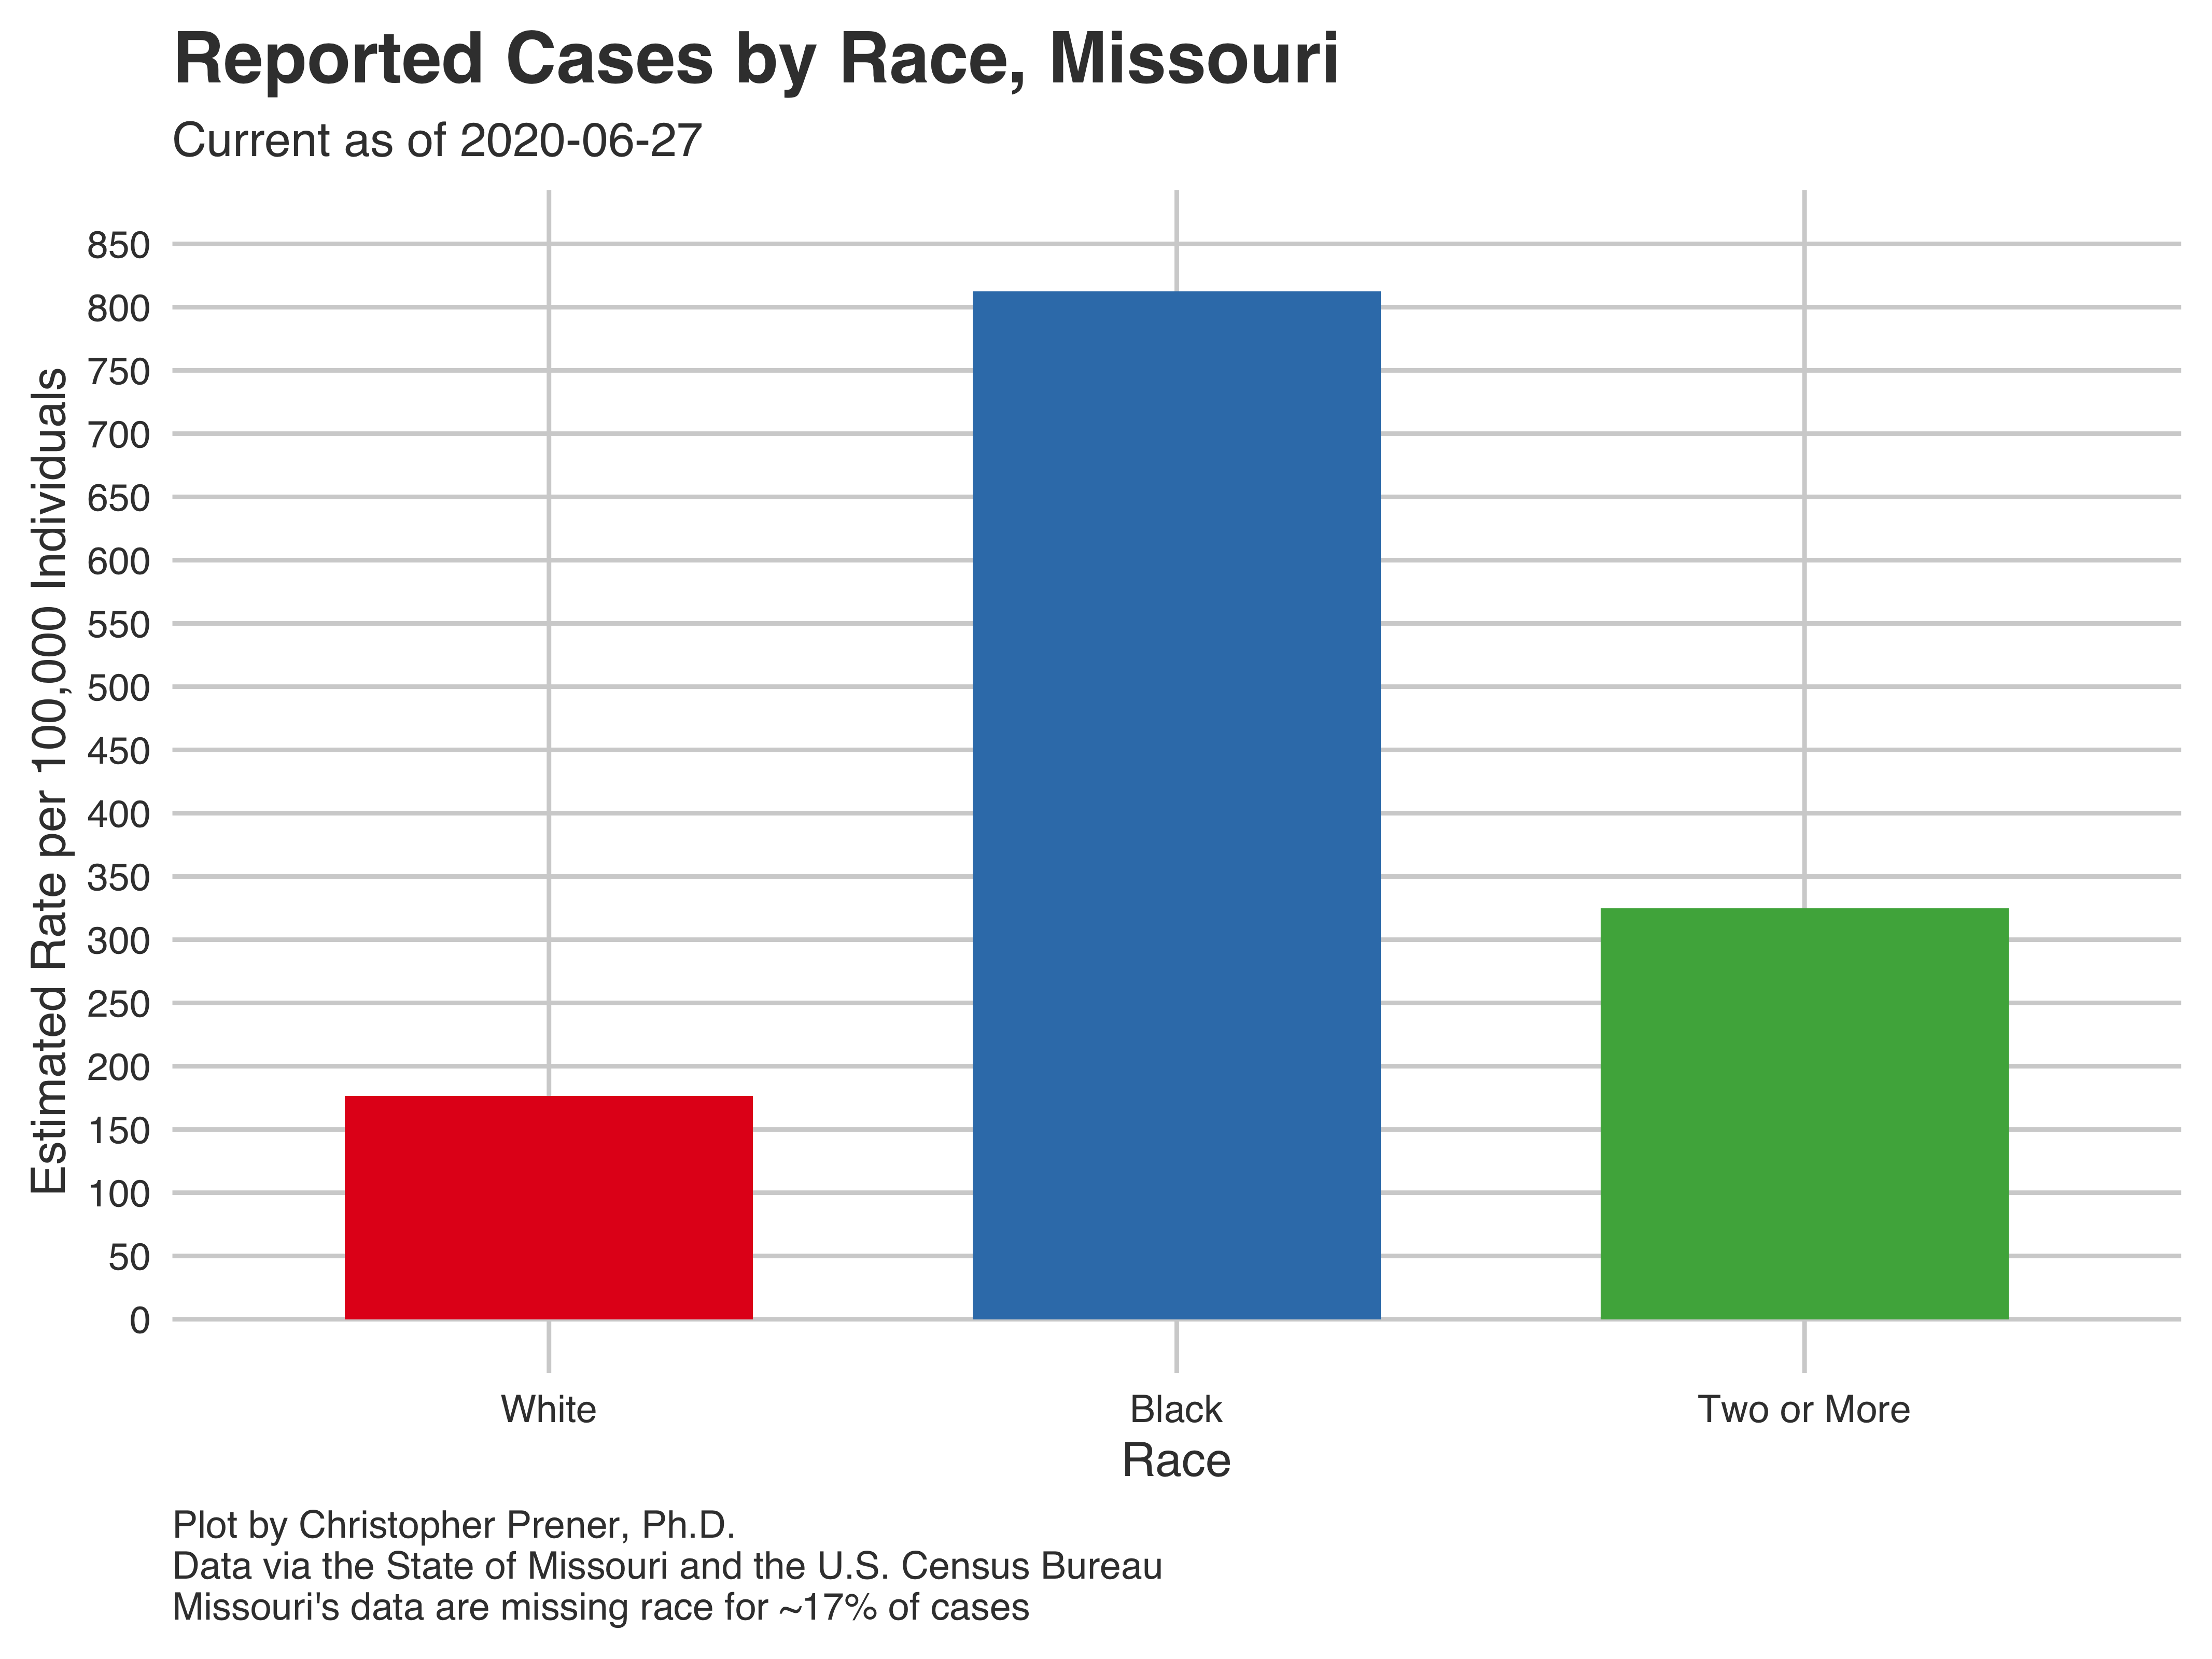 Reported Cases by Race, Missouri
Current as of 2020-06-27
Estimated Rate per 100,000 Individuals
850
800
750
700
650
600
550
500
450
400
350
300
250
200
150
100
50
0
White Black Two or More
Race
Plot by Christopher Prener, Ph.D.
Data via the State of Missouri and the U.S. Census Bureau
Missouri's data are missing race for ~17% of cases